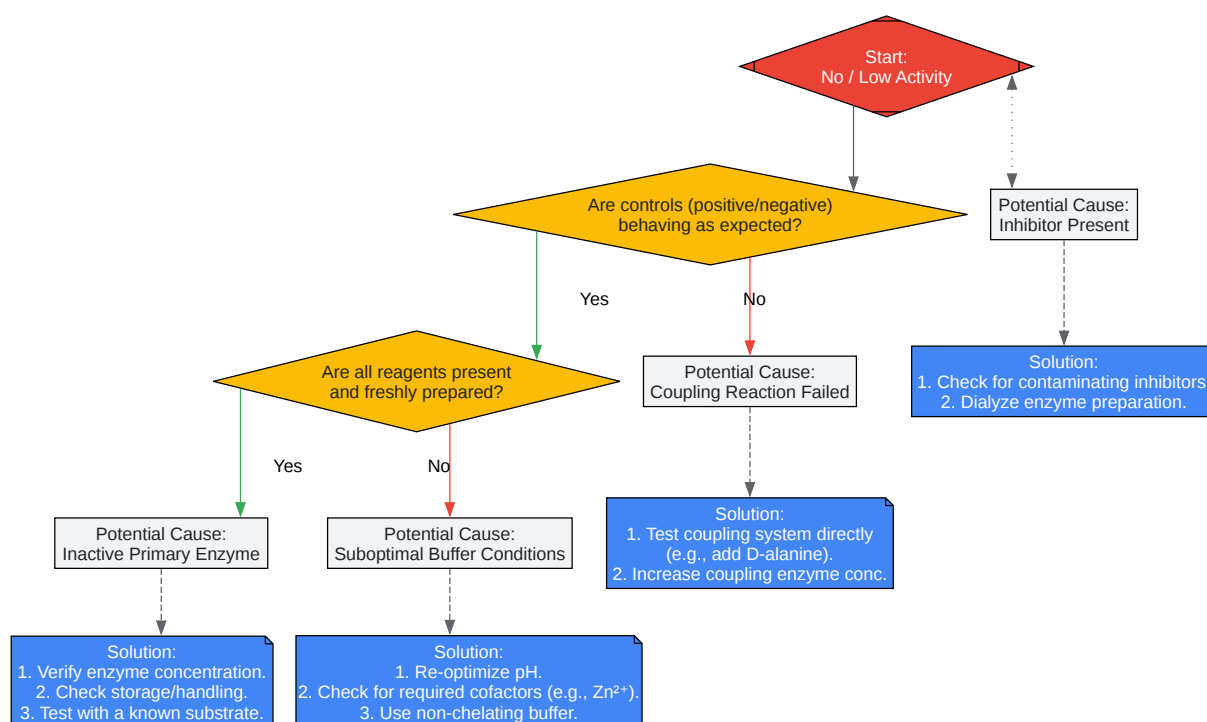 Start:
No / Low Activity
Are controls (positive/negative)
behaving as expected?
Potential Cause:
Inhibitor Present
Yes
No
Are all reagents present
and freshly prepared?
Potential Cause:
Coupling Reaction Failed
Solution:
1. Check for contaminating inhibitors.
2. Dialyze enzyme preparation.
Yes
No
Potential Cause:
Inactive Primary Enzyme
Potential Cause:
Suboptimal Buffer Conditions
Solution:
1. Test coupling system directly
(e.g., add D-alanine).
2. Increase coupling enzyme conc.
Solution:
1. Verify enzyme concentration.
2. Check storage/handling.
3. Test with a known substrate.
Solution:
1. Re-optimize pH.
2. Check for required cofactors (e.g., Zn²⁺).
3. Use non-chelating buffer.